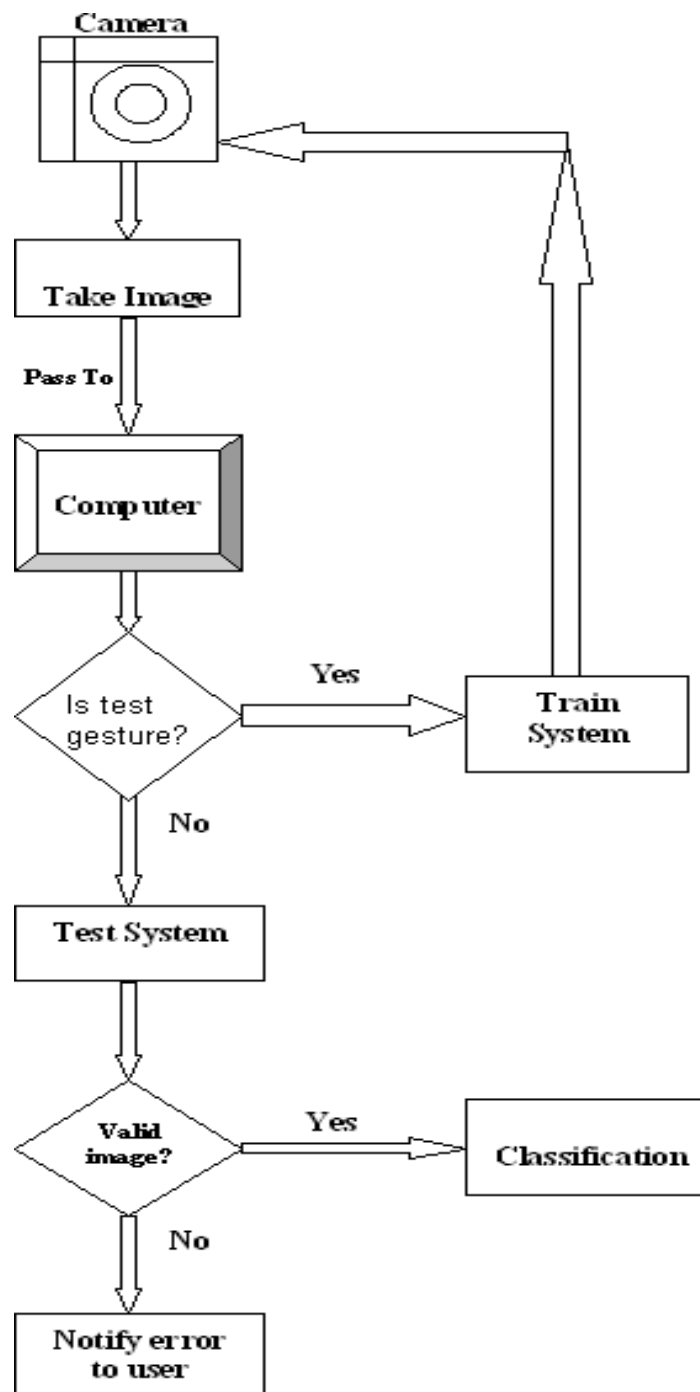 Camera
Take Image
Pass To
Computer
Is test
gesture?
Yes
Train
System
No
Test System
Valid
image?
Yes
Classification
No
Notify error
to user